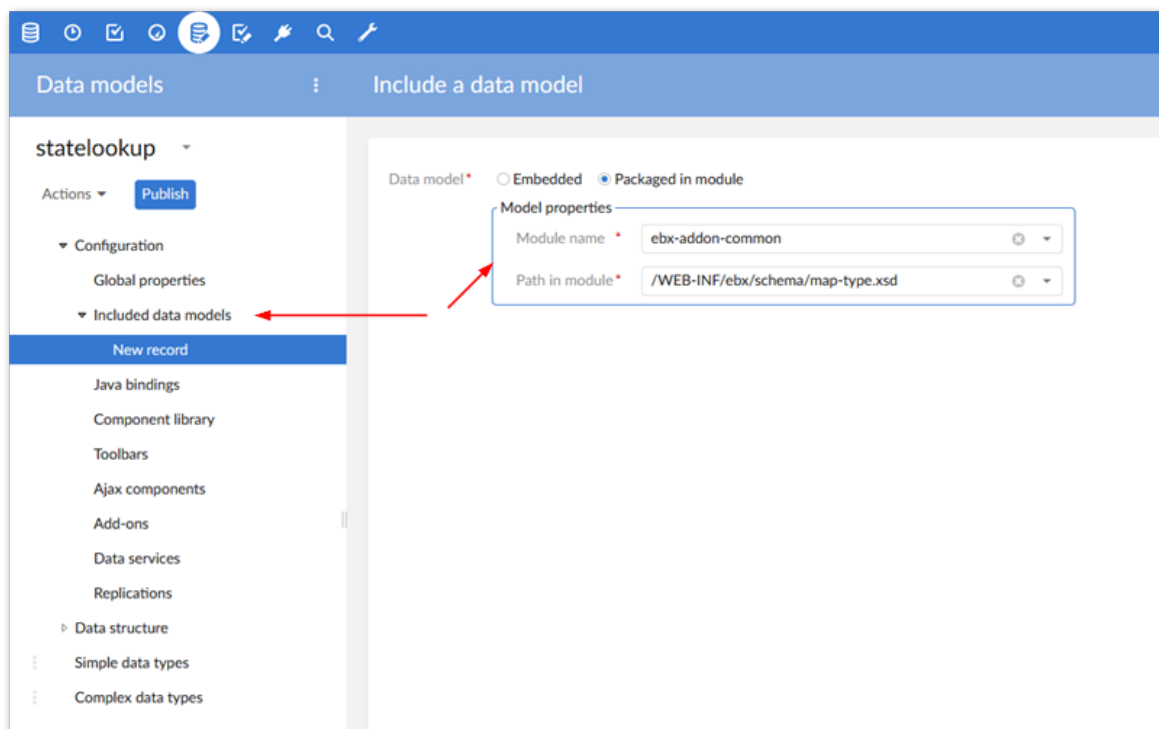 Data models
Include a data model
statelookup
Actions
Publish
Configuration
Global properties
Included data models
New record
Java bindings
Component library
Toolbars
Ajax components
Add-ons
Data services
Replications
Data structure
Simple data types
Complex data types
Data model* Embedded Packaged in module
Model properties
Module name * ebx-addon-common
Path in module* /WEB-INF/ebx/schema/map-type.xsd